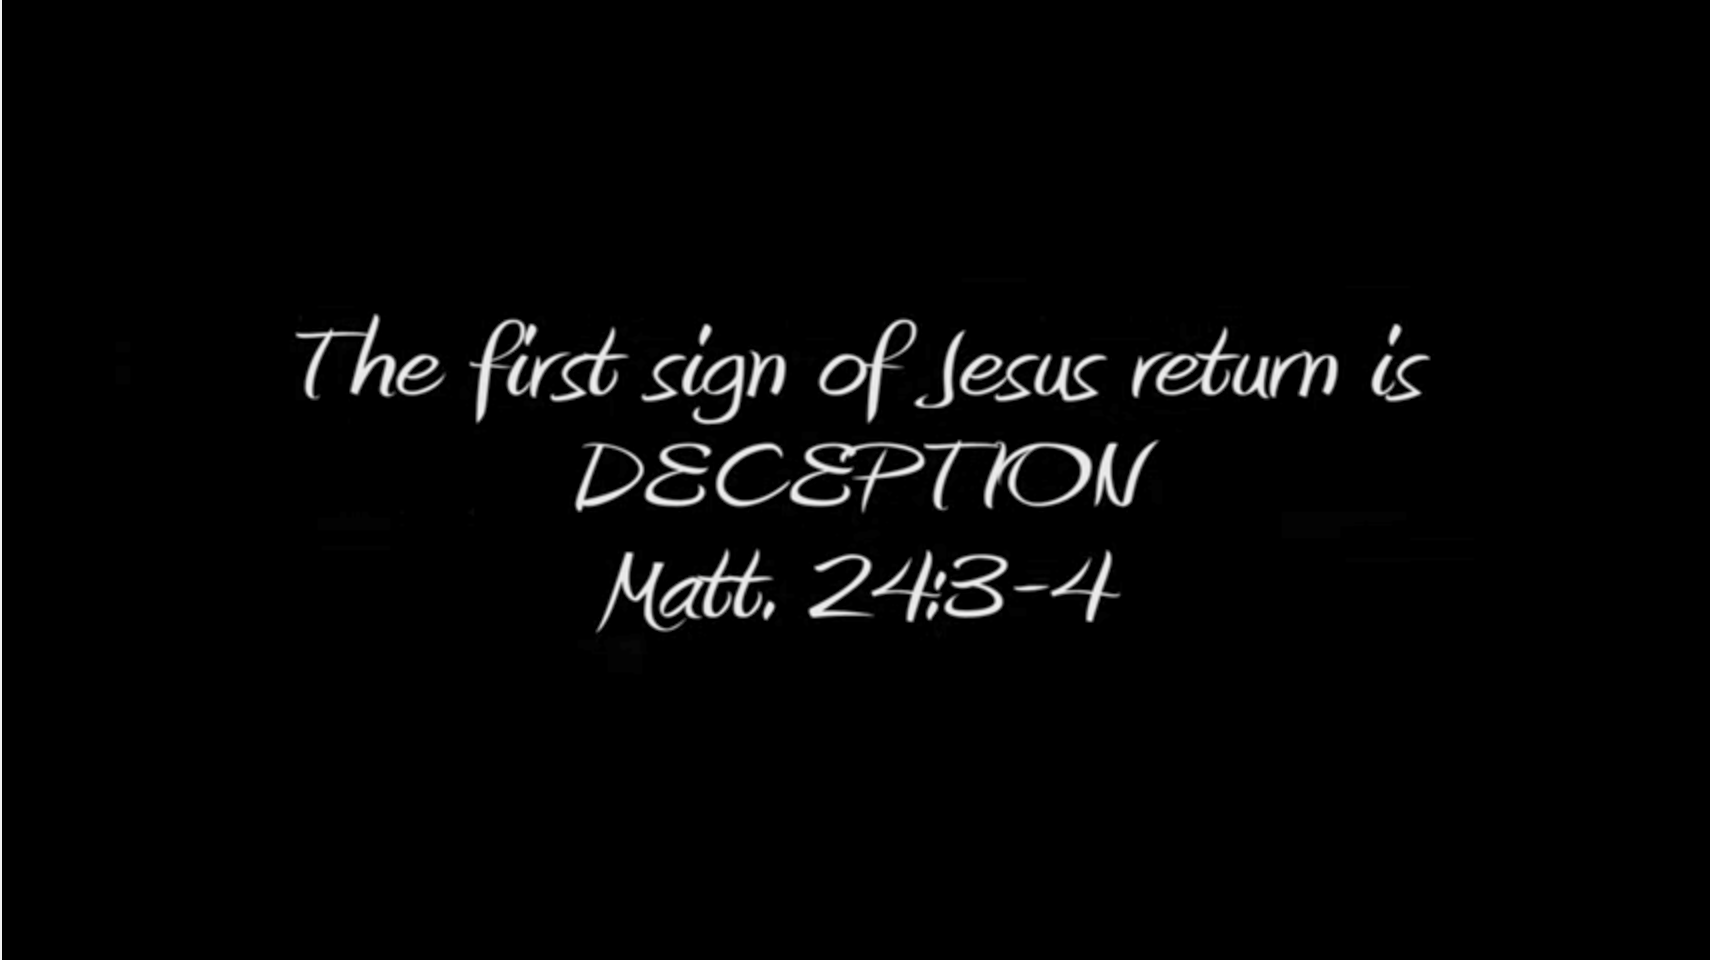 The first sign of Jesus return is
DECEPTION
Matt. 24:3-4